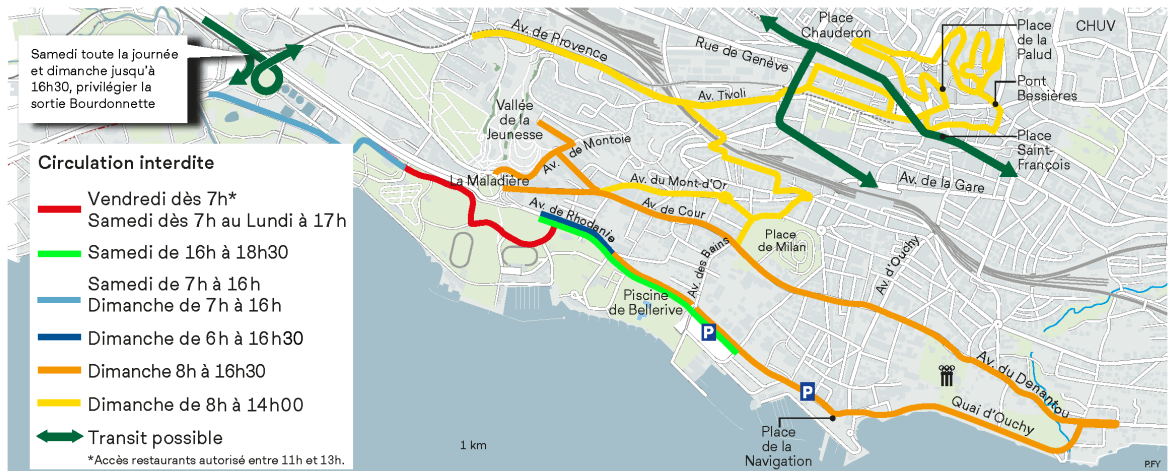 Samedi toute la journée
et dimanche jusqu'à
16h30, privilégier la
sortie Bourdonnette
Circulation interdite
Vendredi dès 7h*
Samedi dès 7h au Lundi à 17h
Samedi de 16h à 18h30
Samedi de 7h à 16h
Dimanche de 7h à 16h
Dimanche de 6h à 16h30
Dimanche 8h à 16h30
Dimanche de 8h à 14h00
Transit possible
*Accès restaurants autorisé entre 11h et 13h.
Av. de Provence
Rue de Genève
Place
Chauderon
Place
de la
Palud
CHUV
Pont
Bessières
Place
Saint-
François
Av. Tivoli
Vallée
de la
Jeunesse
Av. de Montoie
La Maladière
Av. du Mont-d'Or
Av. de la Gare
Av. de Cour
Av. de Rhodanie
Place
de Milan
Av. des Bains
Av. d'Ouchy
Piscine
de Bellerive
P
P
Av. du Denantou
Quai d'Ouchy
Place
de la
Navigation
1 km
P.FY